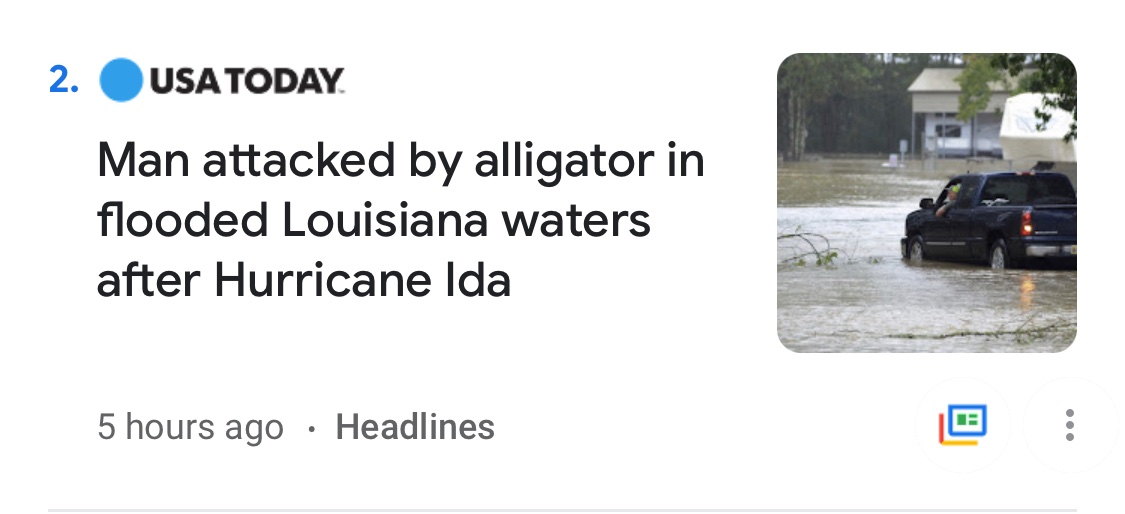 2. USA TODAY
Man attacked by alligator in
flooded Louisiana waters
after Hurricane Ida
5 hours ago · Headlines